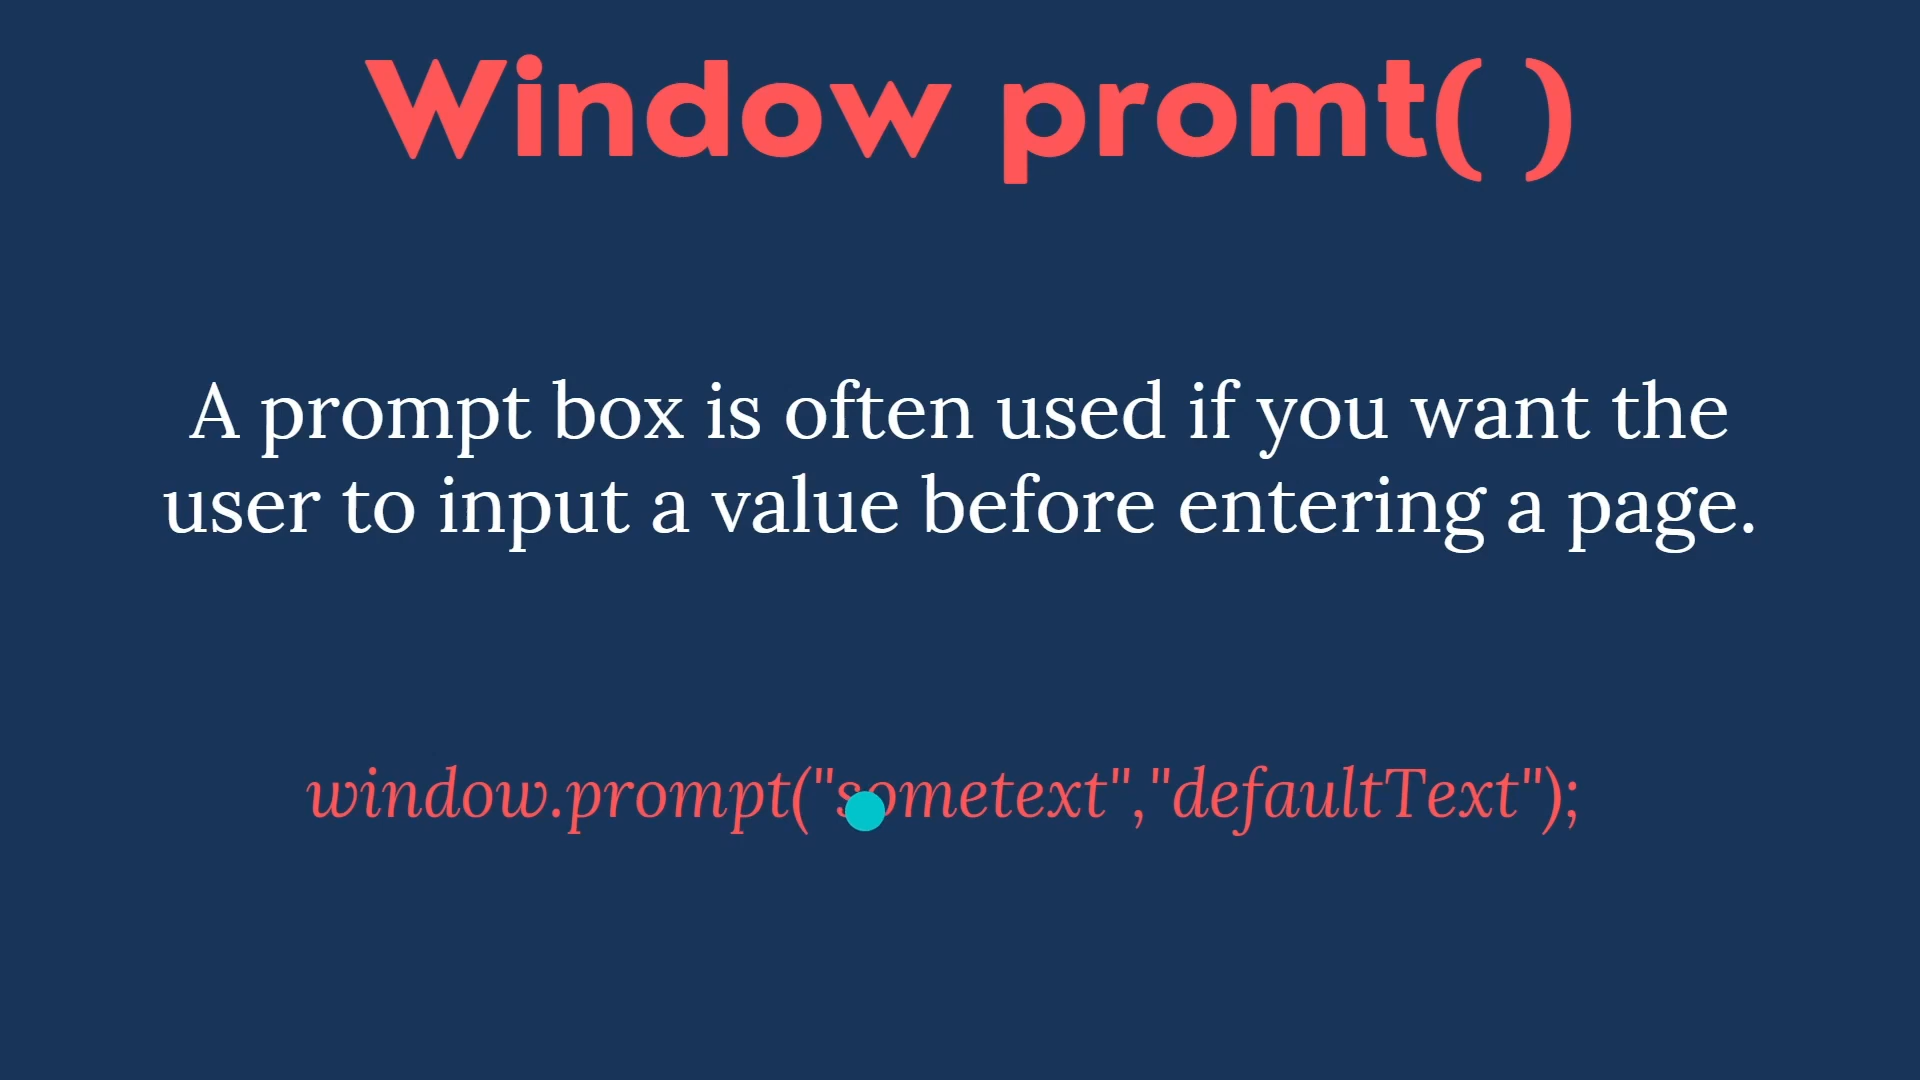 Window promt( )
A prompt box is often used if you want the
user to input a value before entering a page.
window.prompt("sometext","defaultText");